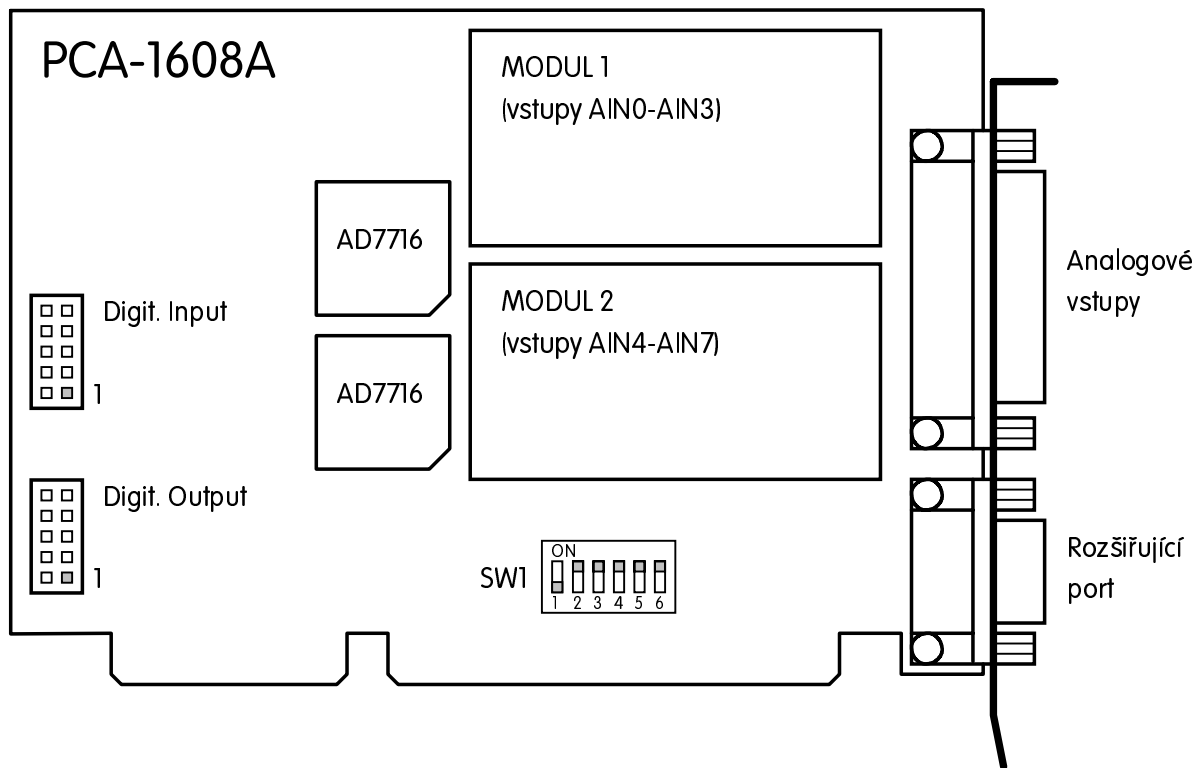 PCA-1608A
MODUL 1
(vstupy AIN0-AIN3)
AD7716
Analogové
vstupy
MODUL 2
(vstupy AIN4-AIN7)
Digit. Input
1
AD7716
Digit. Output
1
SW1
ON
1 2 3 4 5 6
Rozšiřující
port